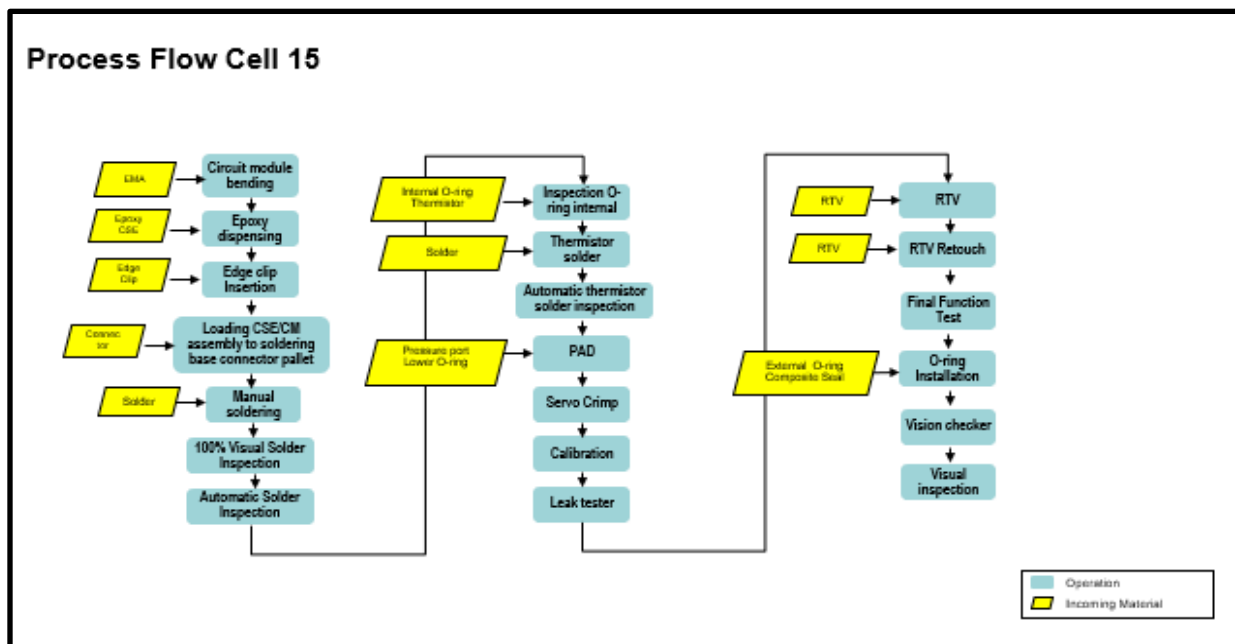 Process Flow Cell 15
EMA
Circuit module
bending
Epoxy
CSE
Epoxy
dispensing
Edge
Clip
Edge clip
Insertion
Connec
tor
Loading CSE/CM
assembly to soldering
base connector pallet
Solder
Manual
soldering
100% Visual Solder
Inspection
Automatic Solder
Inspection
Internal O-ring
Thermistor
Inspection O-
ring internal
Solder
Thermistor
solder
Automatic thermistor
solder inspection
Pressure port
Lower O-ring
PAD
Servo Crimp
Calibration
Leak tester
RTV
RTV
RTV
RTV Retouch
Final Function
Test
External O-ring
Composite Seal
O-ring
Installation
Vision checker
Visual
inspection
Operation
Incoming Material